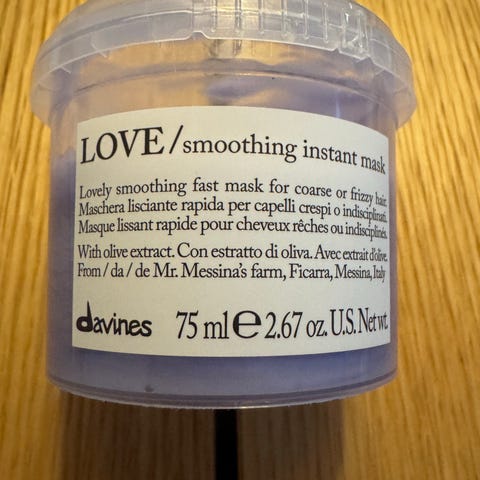 LOVE/smoothing instant mask
Lovely smoothing fast mask for coarse or frizzy hair.
Maschera lisciante rapida per capelli crespi o indisciplinati.
Masque lissant rapide pour cheveux rêches ou indisciplinés.
With olive extract. Con estratto di oliva. Avec extrait d'olive.
From / da / de Mr. Messina's farm, Ficarra, Messina, Italy
davines 75 ml ℮ 2.67 oz. U.S. Net wt.